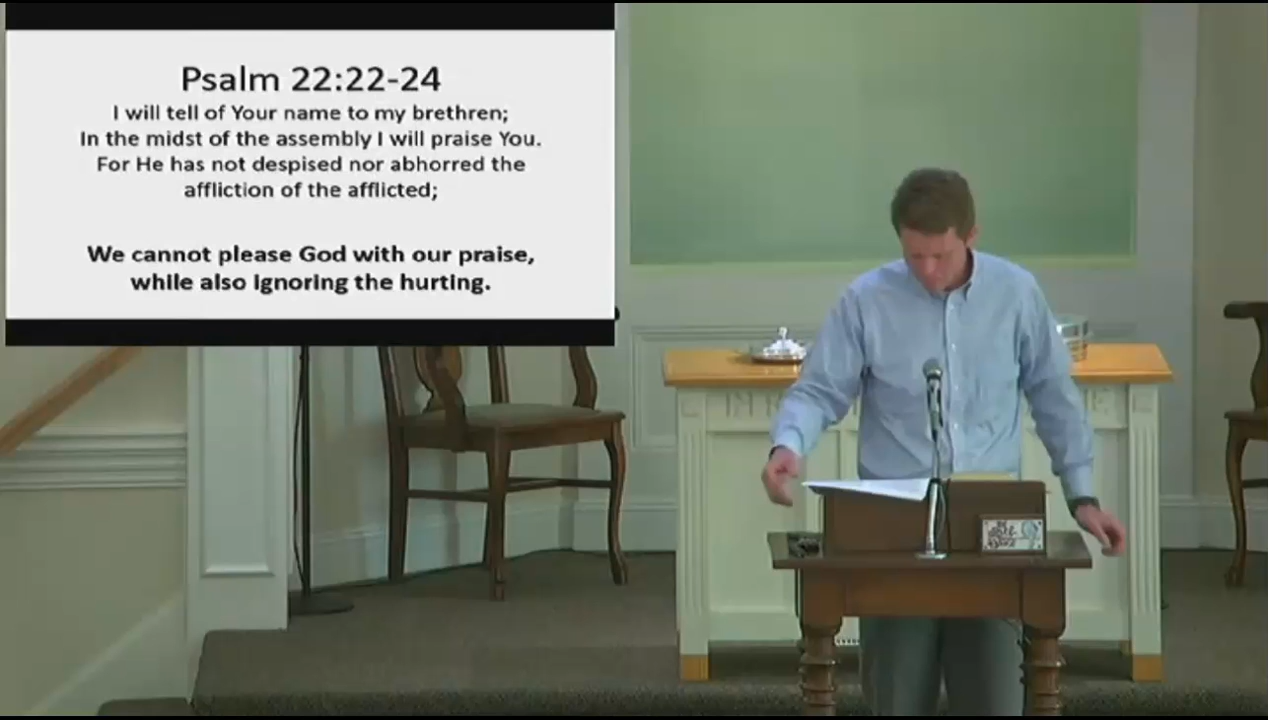 Psalm 22:22-24
I will tell of Your name to my brethren;
In the midst of the assembly I will praise You.
For He has not despised nor abhorred the
affliction of the afflicted;
We cannot please God with our praise,
while also ignoring the hurting.